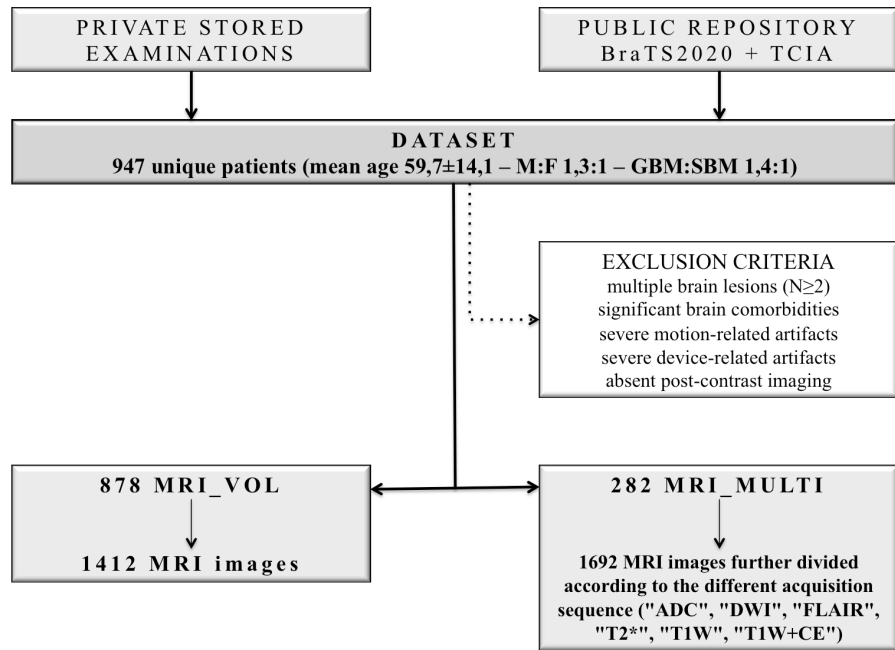 PRIVATE STORED
EXAMINATIONS
PUBLIC REPOSITORY
BraTS2020 + TCIA
DATASET
947 unique patients (mean age 59,7±14,1 – M:F 1,3:1 – GBM:SBM 1,4:1)
EXCLUSION CRITERIA
multiple brain lesions (N≥2)
significant brain comorbidities
severe motion-related artifacts
severe device-related artifacts
absent post-contrast imaging
878 MRI_VOL
1412 MRI images
282 MRI_MULTI
1692 MRI images further divided
according to the different acquisition
sequence ("ADC", "DWI", "FLAIR",
"T2*", "T1W", "T1W+CE")